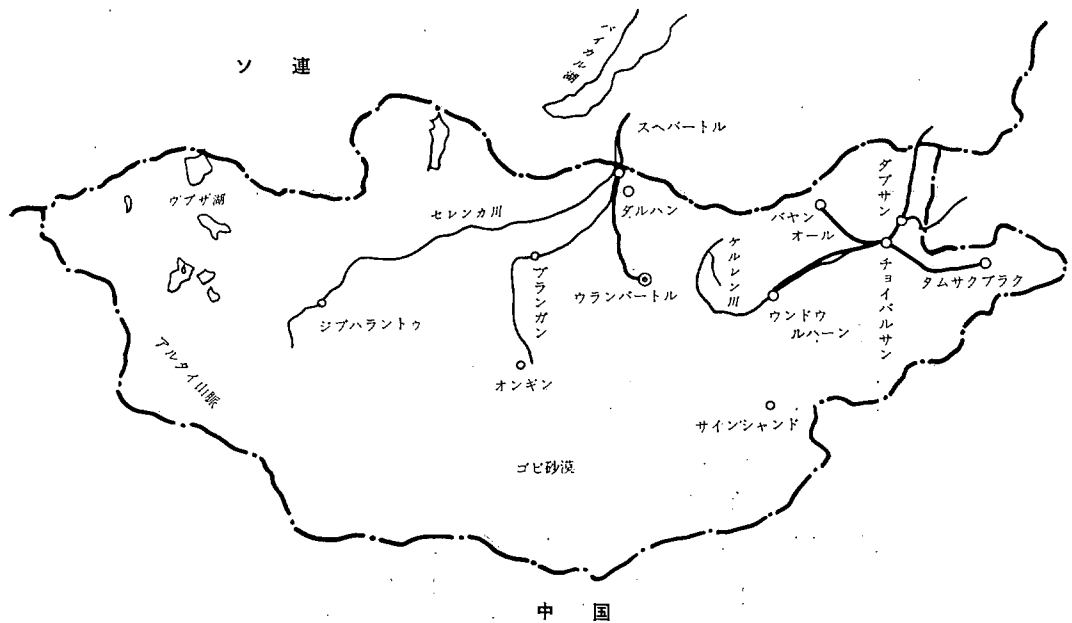 ソ連
バイカル湖
スヘバートル
ダブサン
ウブザ湖
セレンカ川
ダルハン
バヤン
オール
ケルレン川
ブランガン
ウランバートル
ウンドウ
ルハーン
チョイバルサン
タムサクブラク
ジブハラントゥ
アルタイ山脈
オンギン
サインシャンド
ゴビ砂漠
中国